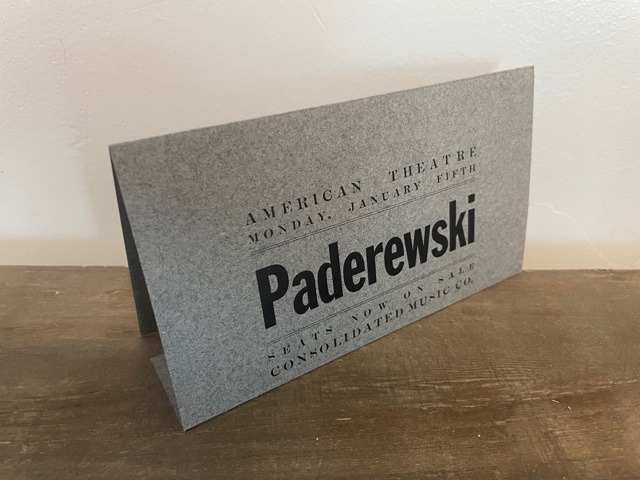 AMERICAN THEATRE
MONDAY, JANUARY FIFTH
Paderewski
SEATS NOW ON SALE
CONSOLIDATED MUSIC CO.